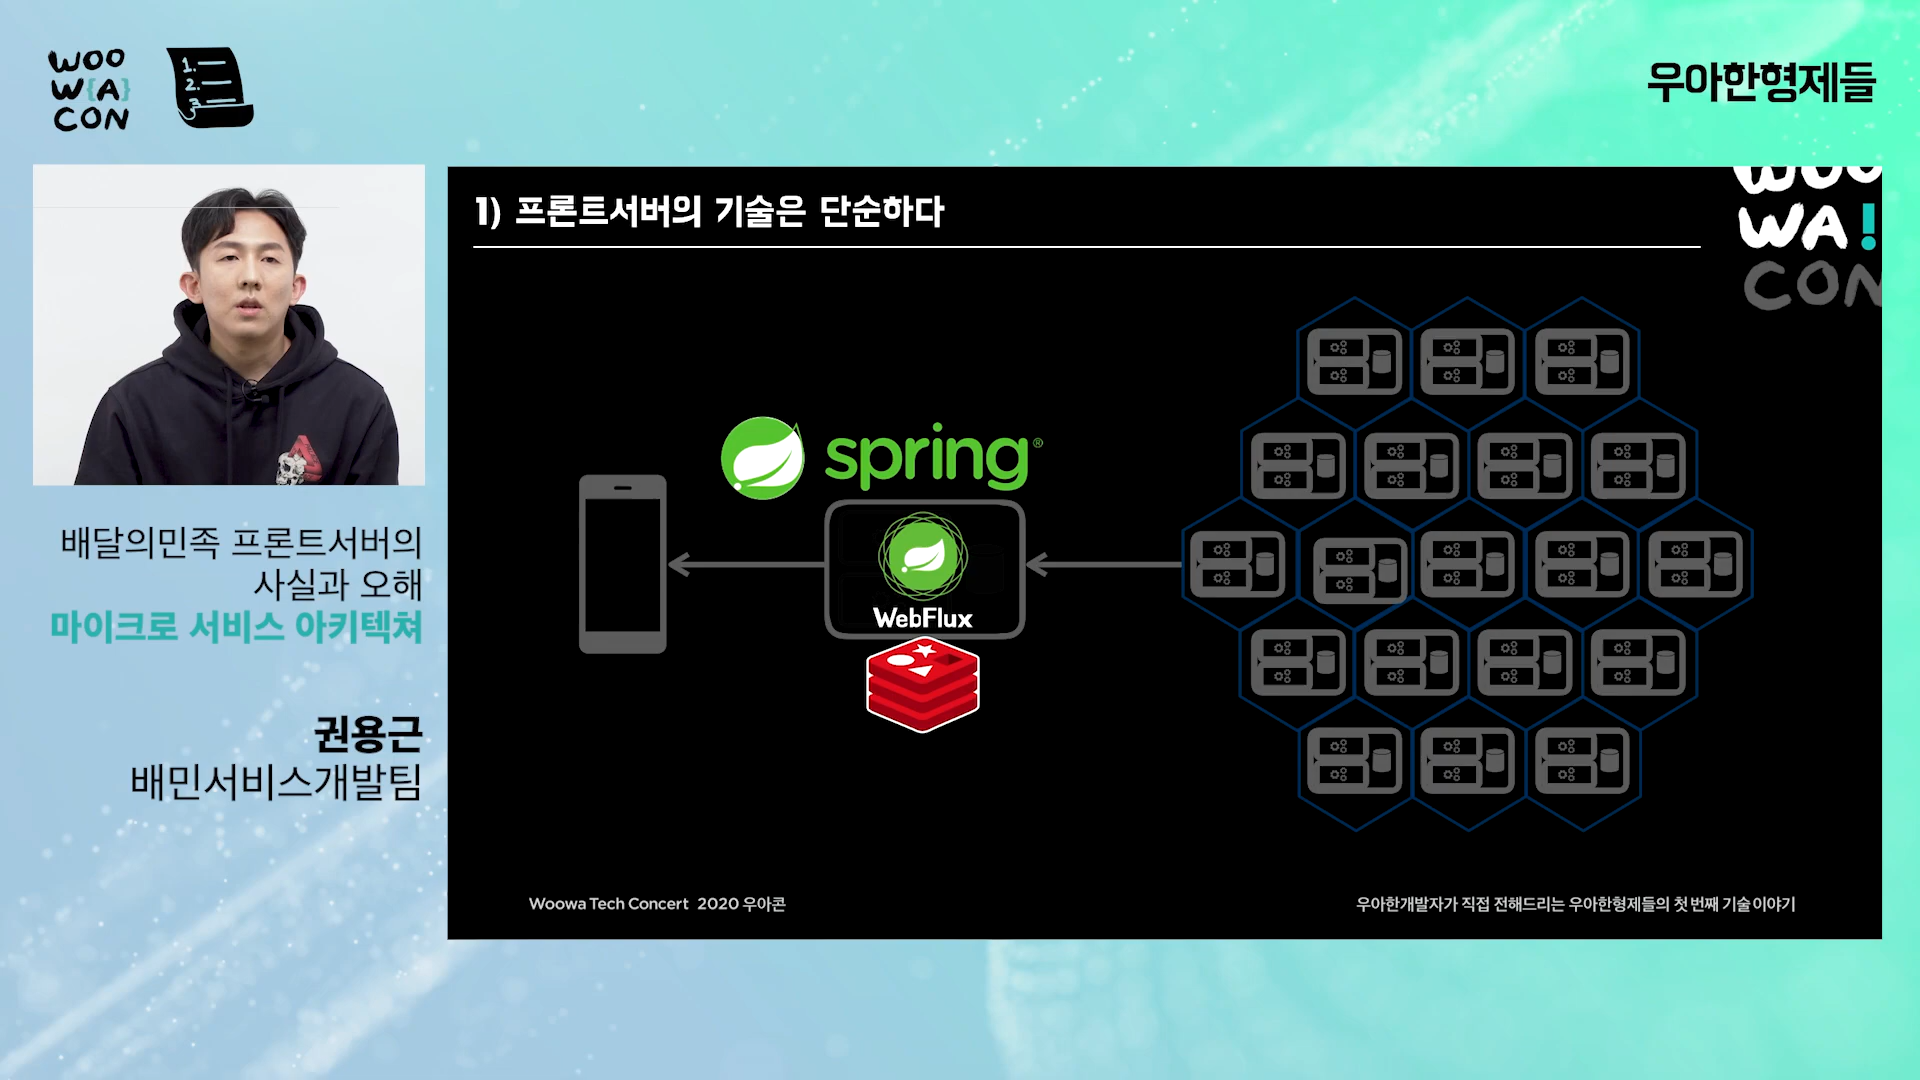 WOO
W{A}
CON
1.
2.
3.
우아한형제들
1) 프론트서버의 기술은 단순하다
WOO
WA!
CON
spring®
WebFlux
배달의민족 프론트서버의
사실과 오해
마이크로 서비스 아키텍쳐
권용근
배민서비스개발팀
Woowa Tech Concert 2020 우아콘
우아한개발자가 직접 전해드리는 우아한형제들의 첫 번째 기술 이야기